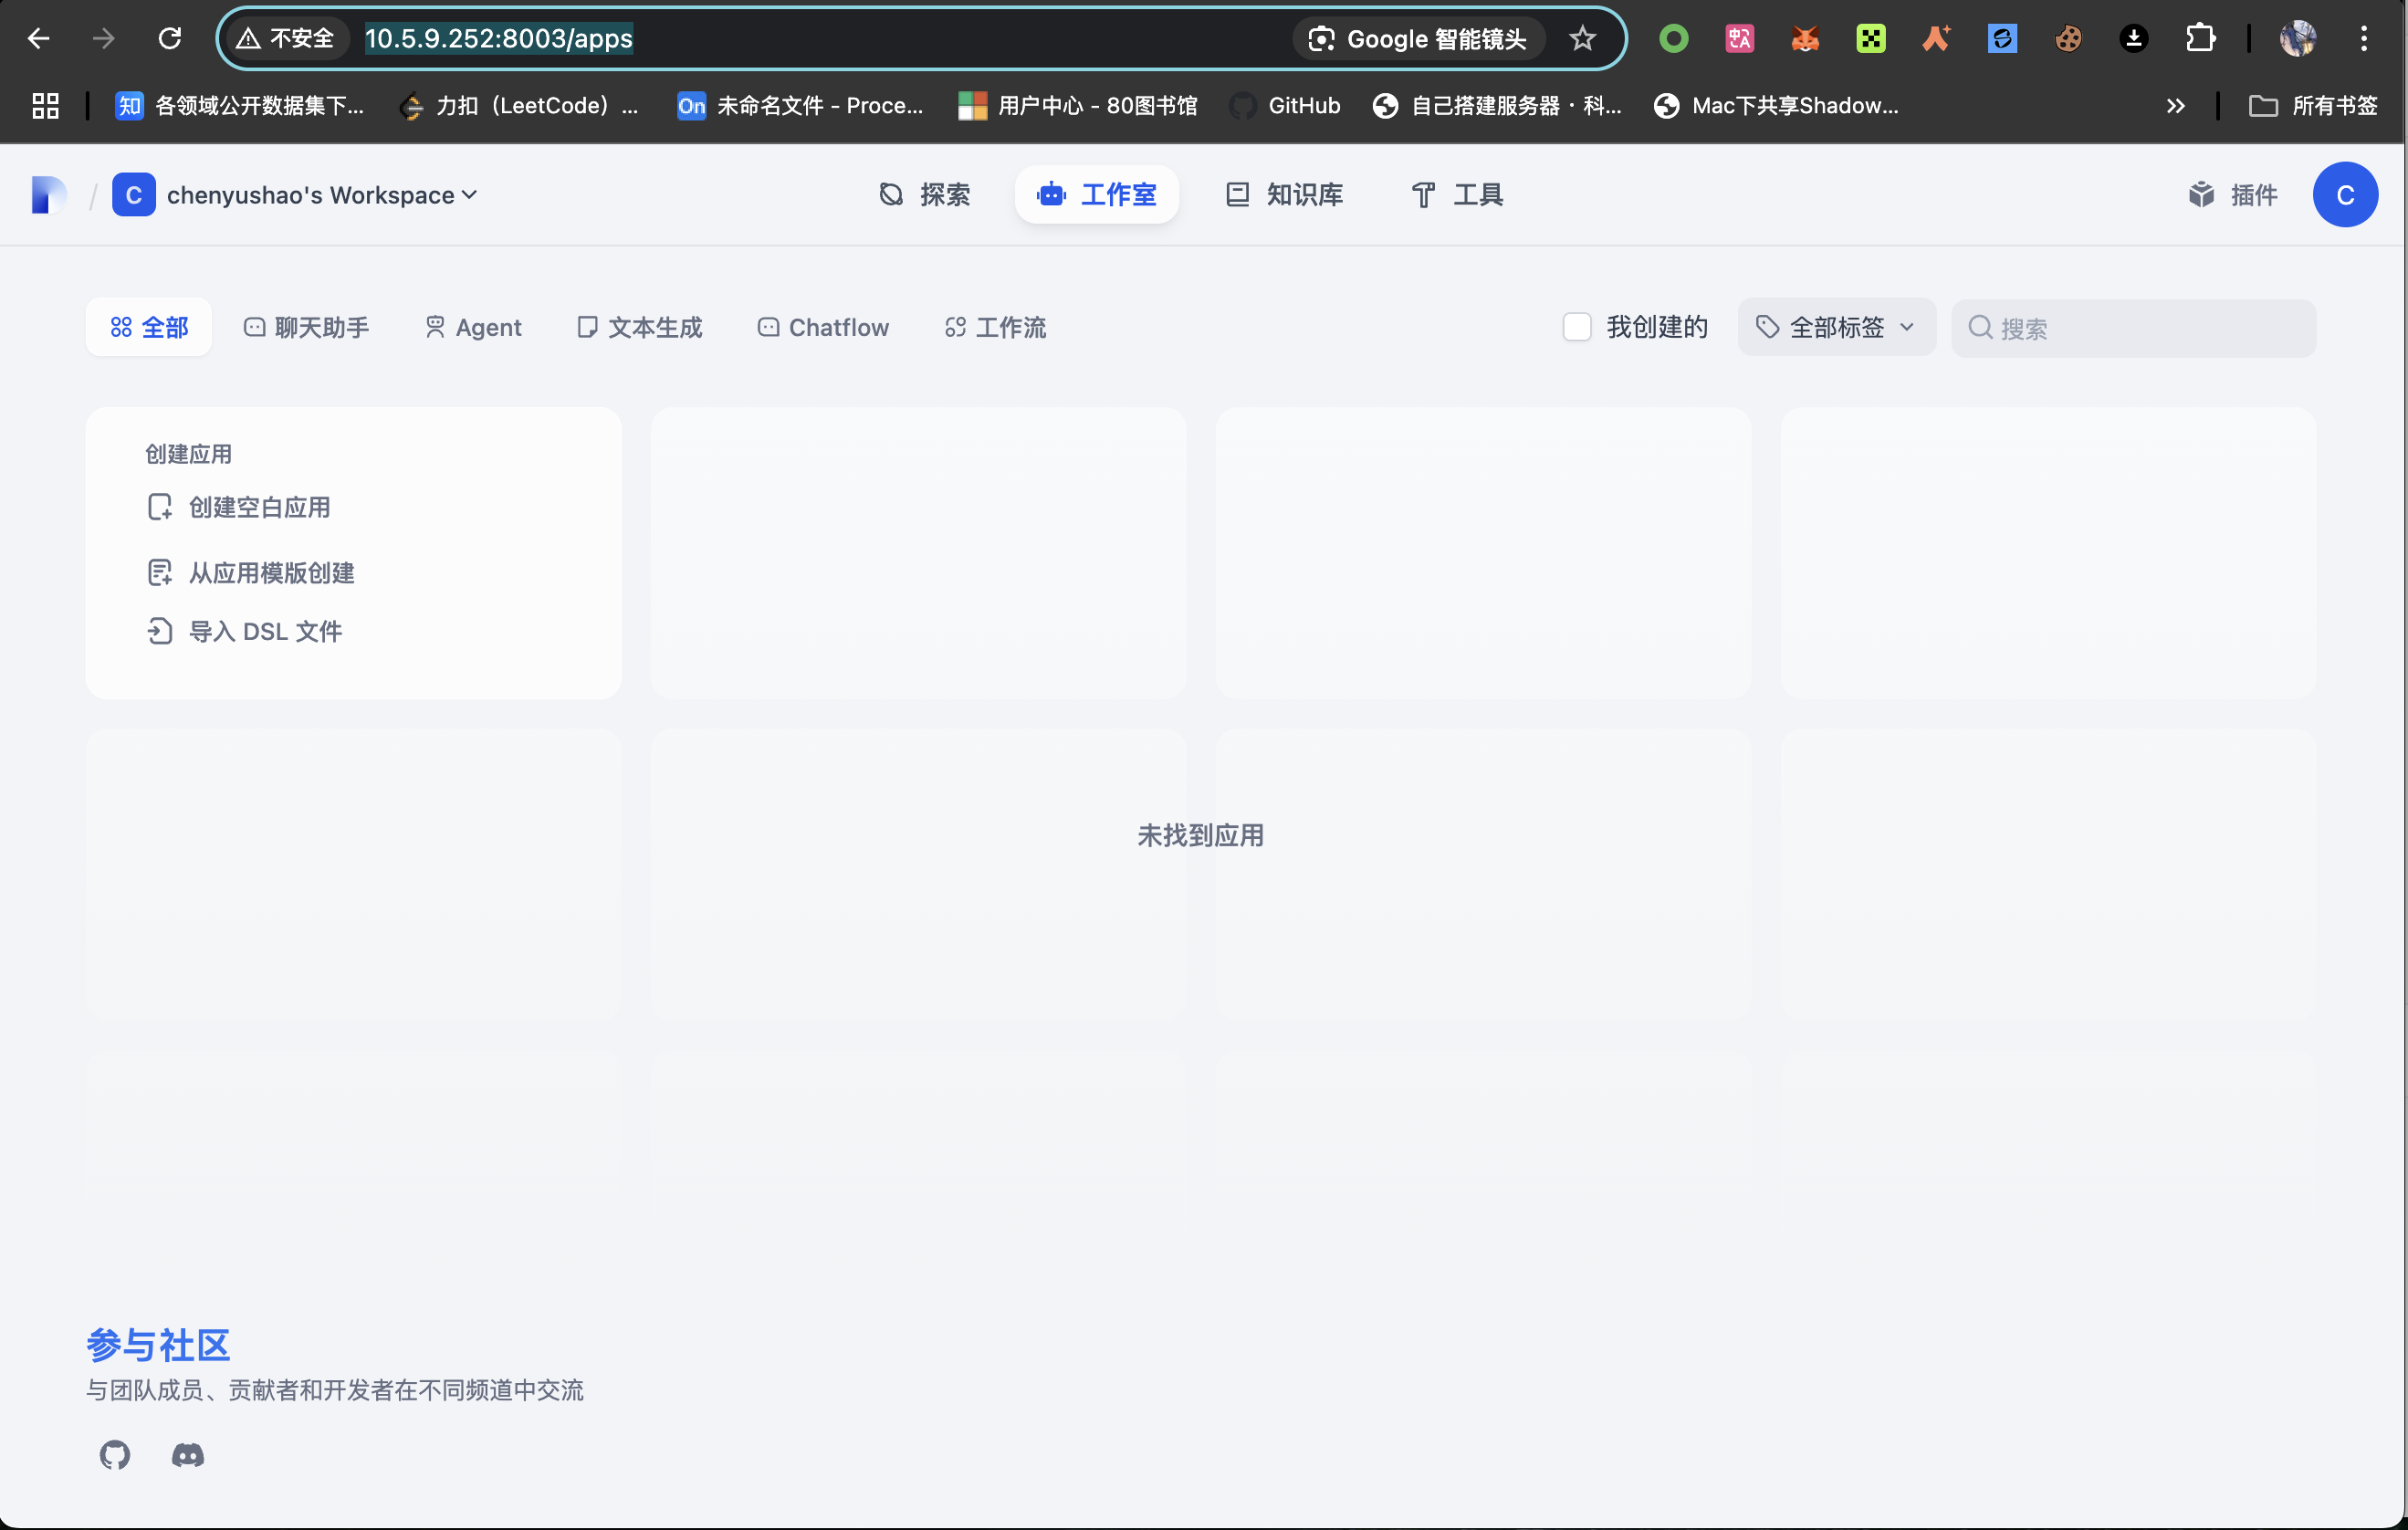 不安全 10.5.9.252:8003/apps Google 智能镜头
知 各领域公开数据集下... 力扣（LeetCode）... On 未命名文件 - Proce... 用户中心 - 80图书馆 GitHub 自己搭建服务器 · 科... Mac下共享Shadow... 所有书签
/ C chenyushao's Workspace 探索 工作室 知识库 工具 插件 C
全部 聊天助手 Agent 文本生成 Chatflow 工作流 我创建的 全部标签 搜索
创建应用
创建空白应用
从应用模版创建
导入 DSL 文件
未找到应用
参与社区
与团队成员、贡献者和开发者在不同频道中交流